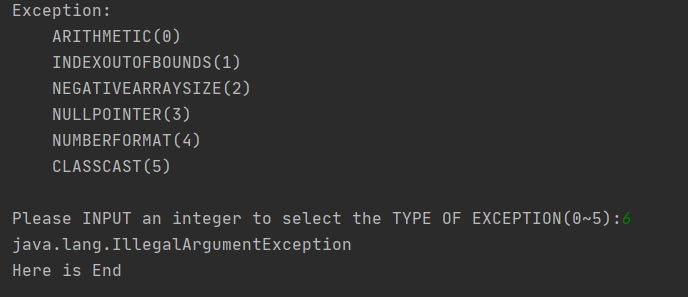 Exception:
    ARITHMETIC(0)
    INDEXOUTOFBOUNDS(1)
    NEGATIVEARRAYSIZE(2)
    NULLPOINTER(3)
    NUMBERFORMAT(4)
    CLASSCAST(5)
Please INPUT an integer to select the TYPE OF EXCEPTION(0~5):6
java.lang.IllegalArgumentException
Here is End